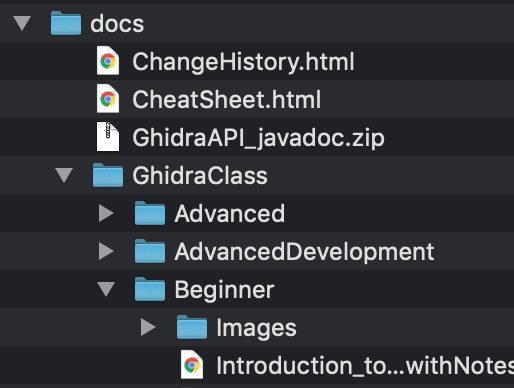 docs
ChangeHistory.html
CheatSheet.html
GhidraAPI_javadoc.zip
GhidraClass
Advanced
AdvancedDevelopment
Beginner
Images
Introduction_to...withNotes